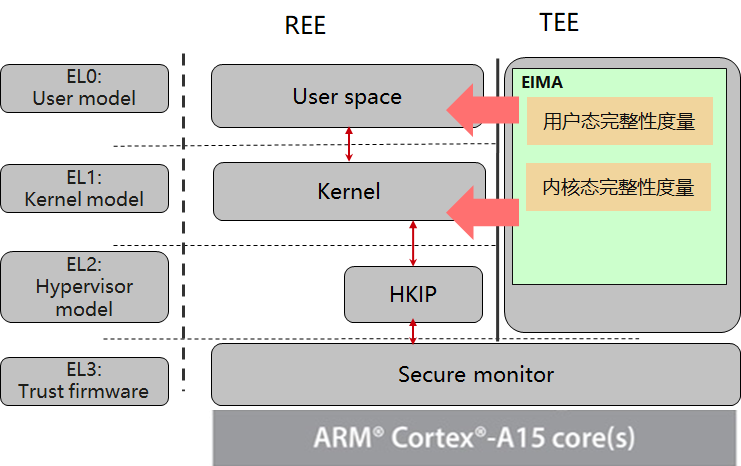 REE
TEE
EL0:
User model
User space
EIMA
用户态完整性度量
EL1:
Kernel model
Kernel
内核态完整性度量
EL2:
Hypervisor
model
HKIP
EL3:
Trust firmware
Secure monitor
ARM® Cortex®-A15 core(s)